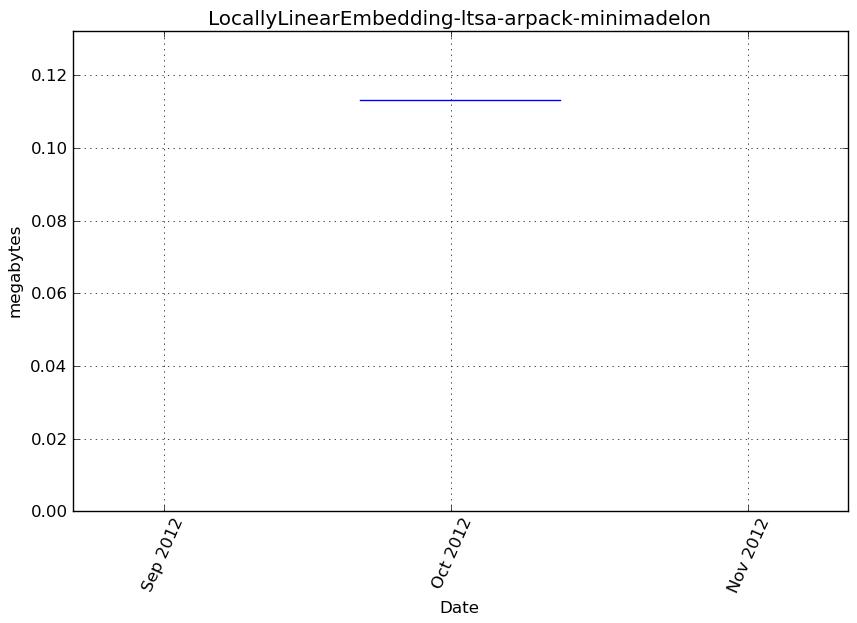 LocallyLinearEmbedding-ltsa-arpack-minimadelon
0.12
0.10
0.08
0.06
0.04
0.02
0.00
megabytes
Sep 2012
Oct 2012
Nov 2012
Date